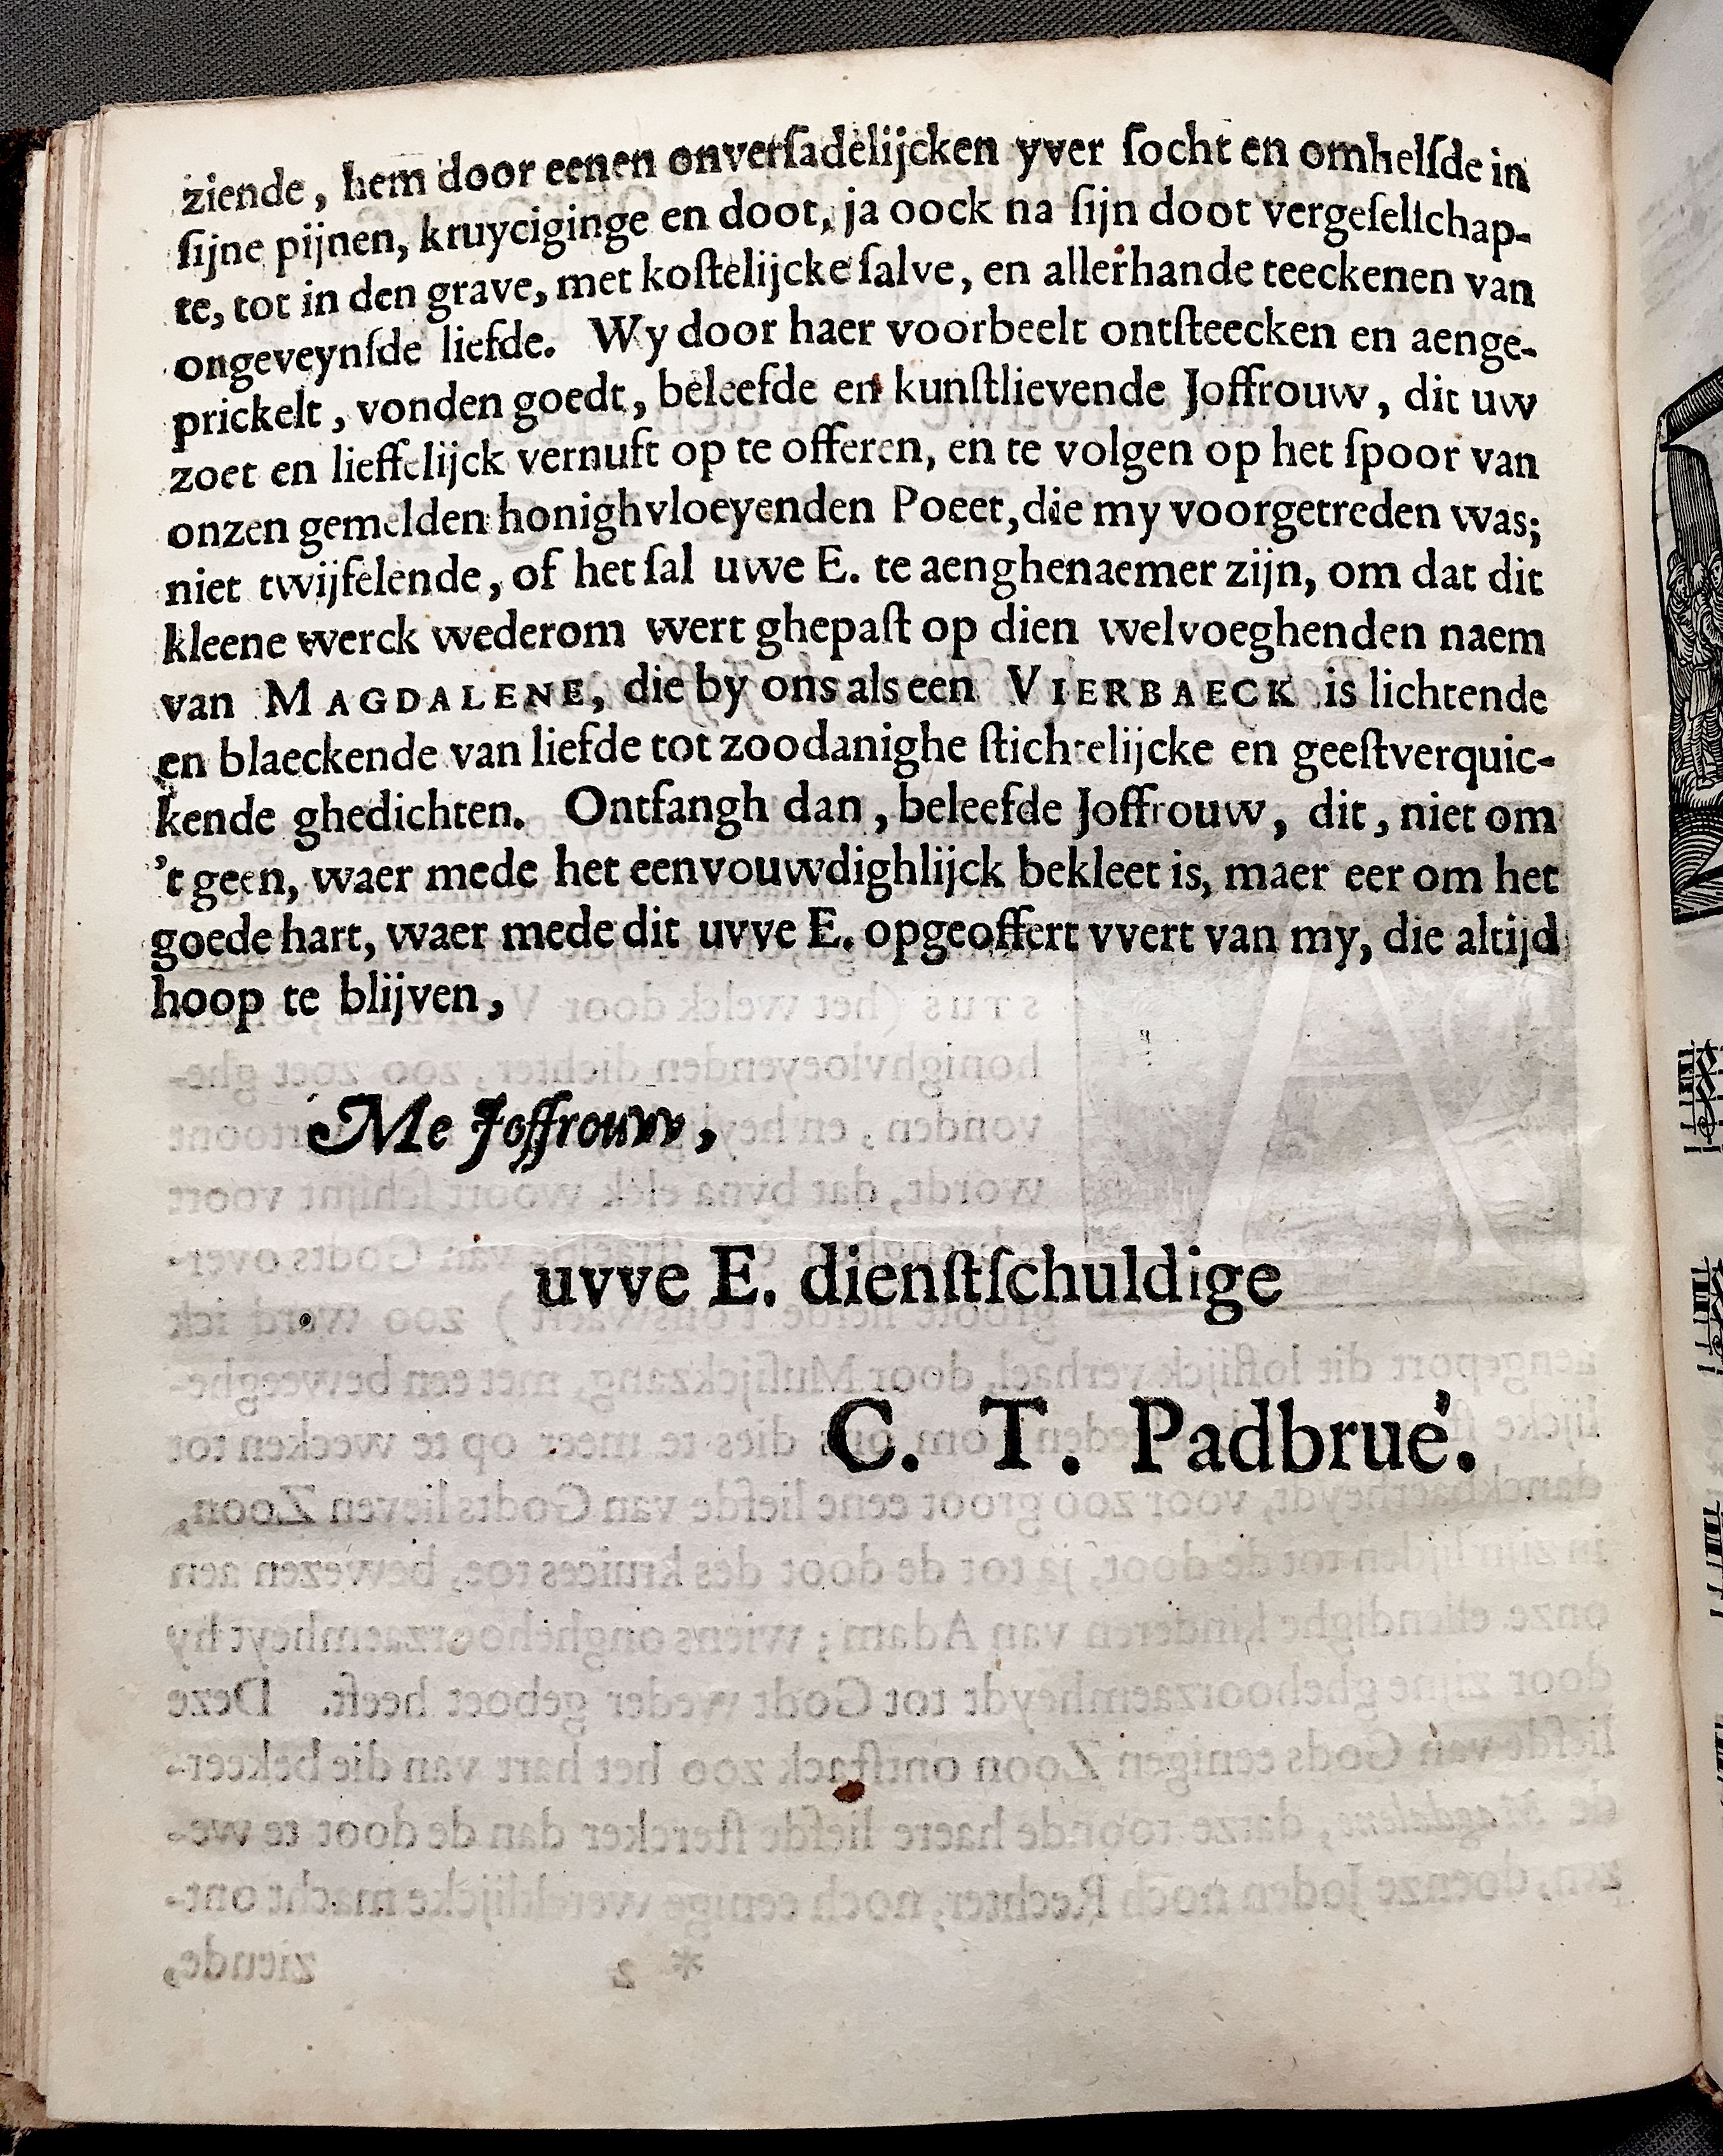 ziende, hem door eenen onverſadelijcken yver ſocht en omhelſde in
ſijne pijnen, kruyciginge en doot, ja oock na ſijn doot vergeſelſchap-
te, tot in den grave, met koſtelijcke ſalve, en allerhande teeckenen van
ongeveynſde liefde. Wy door haer voorbeelt ontſteecken en aenge-
prickelt, vonden goedt, beleefde en kunſtlievende Joffrouw, dit uw
zoet en lieffelijck vernuft op te offeren, en te volgen op het ſpoor van
onzen gemelden honighvloeyenden Poeet, die my voorgetreden was;
niet twijfelende, of het ſal uwe E. te aenghenaemer zijn, om dat dit
kleene werck wederom wert ghepaſt op dien welvoeghenden naem
van MAGDALENE, die by ons als een VIERBAECK is lichtende
en blaeckende van liefde tot zoodanighe ſtichtelijcke en geeſtverquic-
kende ghedichten. Ontfangh dan, beleefde Joffrouw, dit, niet om
't geen, waer mede het eenvouwdighlijck bekleet is, maer eer om het
goede hart, waer mede dit uvve E. opgeoffert vvert van my, die altijd
hoop te blijven,
Me Joffrouw,
uvve E. dienſtſchuldige
C. T. Padbrué.